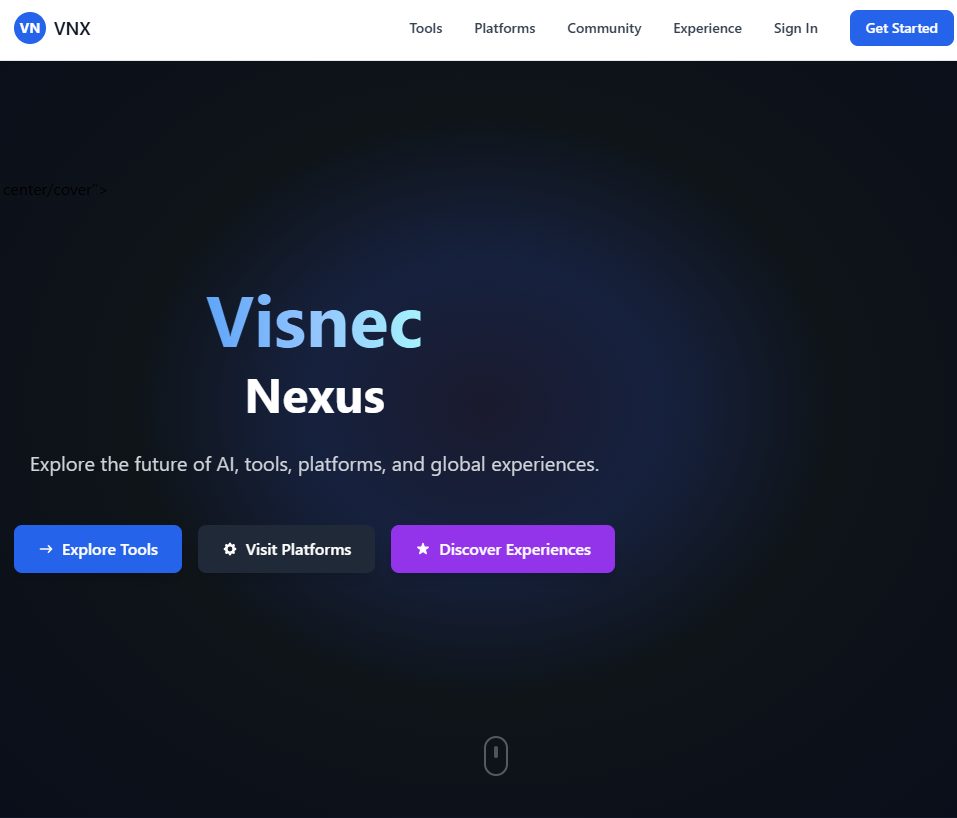 VN VNX Tools Platforms Community Experience Sign In Get Started
center/cover">
Visnec
Nexus
Explore the future of AI, tools, platforms, and global experiences.
→ Explore Tools Visit Platforms ★ Discover Experiences